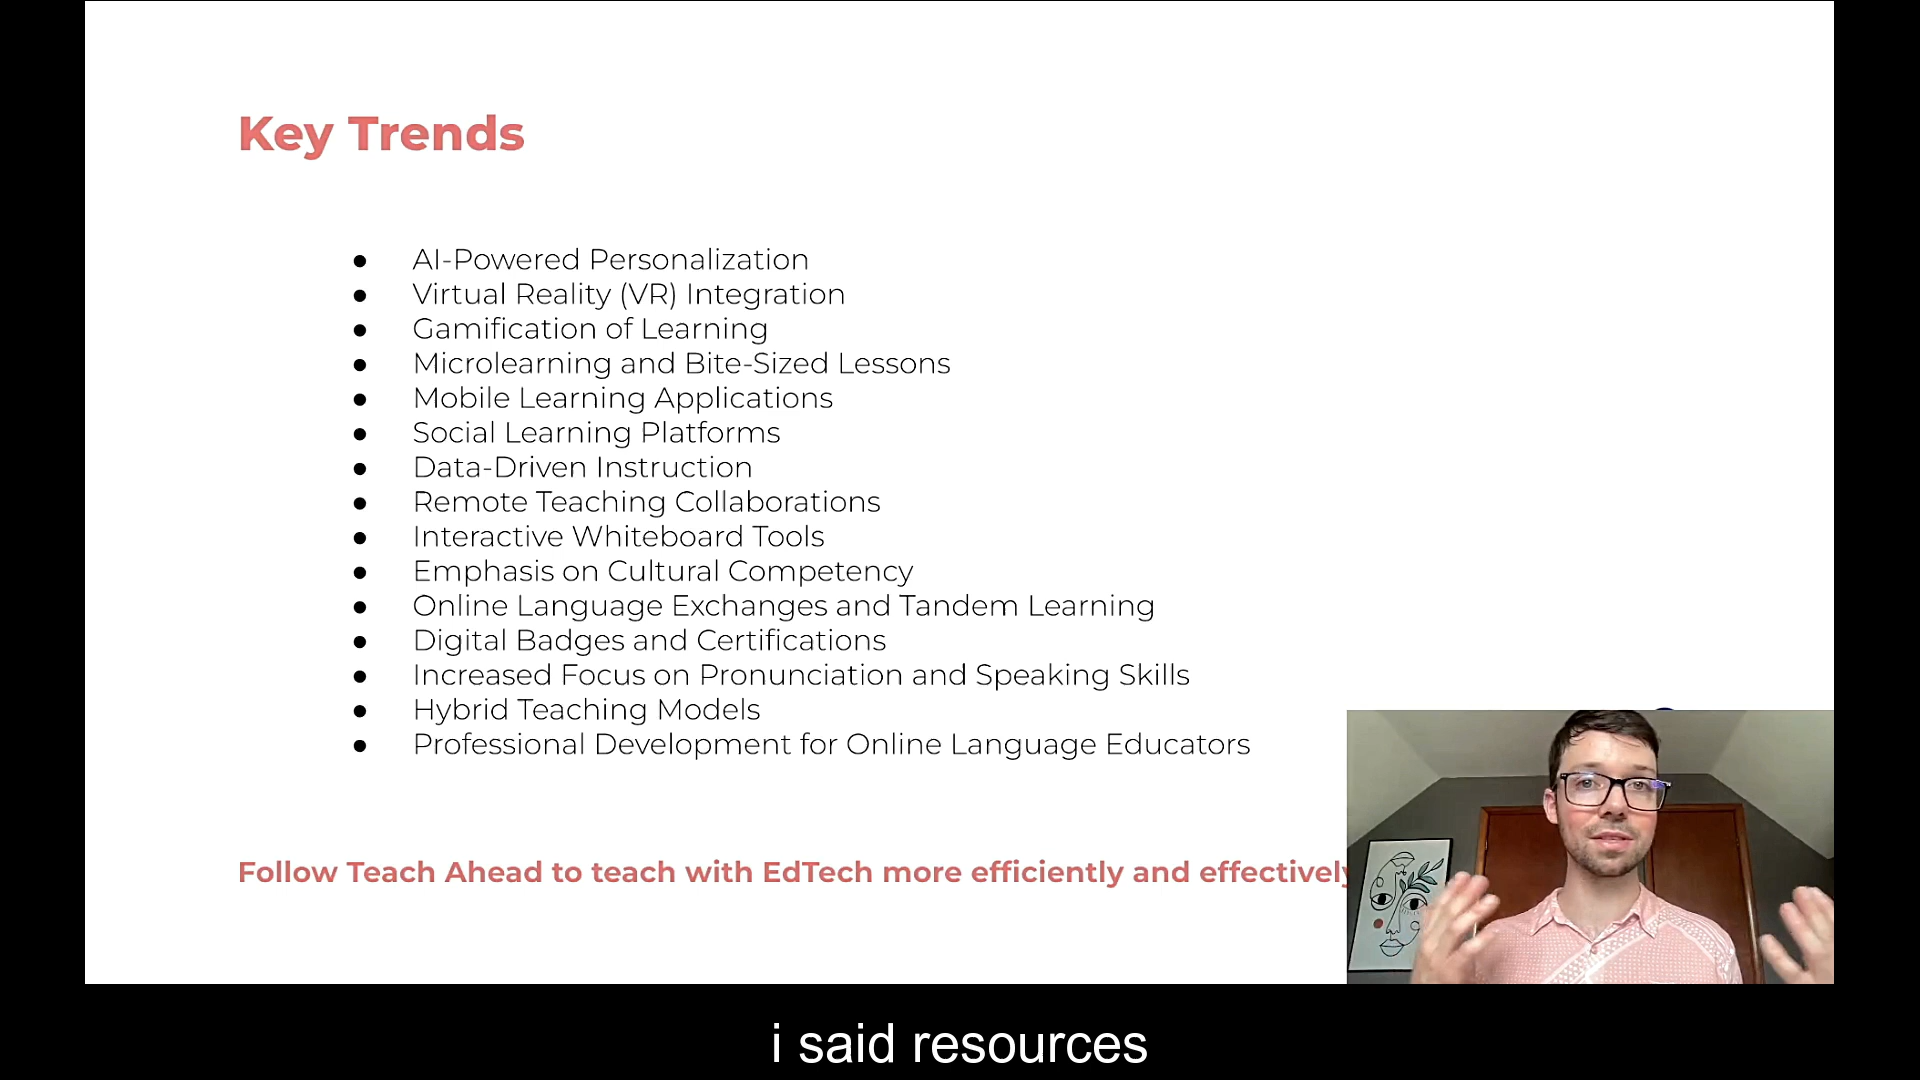 Key Trends
● AI-Powered Personalization
● Virtual Reality (VR) Integration
● Gamification of Learning
● Microlearning and Bite-Sized Lessons
● Mobile Learning Applications
● Social Learning Platforms
● Data-Driven Instruction
● Remote Teaching Collaborations
● Interactive Whiteboard Tools
● Emphasis on Cultural Competency
● Online Language Exchanges and Tandem Learning
● Digital Badges and Certifications
● Increased Focus on Pronunciation and Speaking Skills
● Hybrid Teaching Models
● Professional Development for Online Language Educators
Follow Teach Ahead to teach with EdTech more efficiently and effectively
i said resources